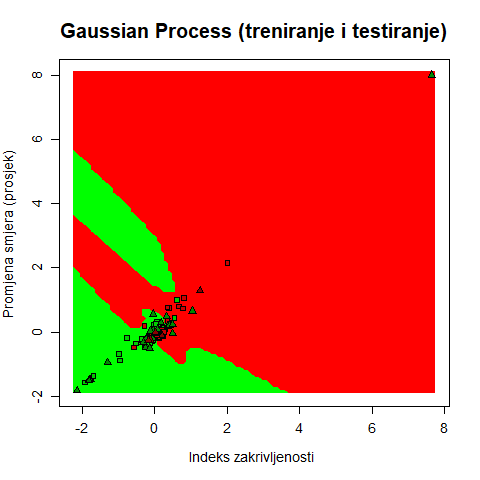 Gaussian Process (treniranje i testiranje)
Promjena smjera (prosjek)
8
6
4
2
0
-2
-2 0 2 4 6 8
Indeks zakrivljenosti